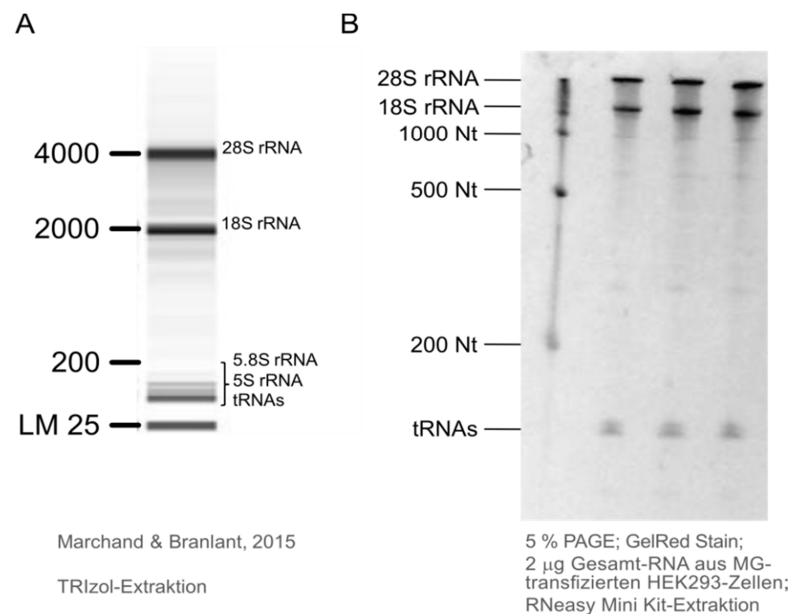 A
4000
28S rRNA
2000
18S rRNA
200
5.8S rRNA
5S rRNA
tRNAs
LM 25
Marchand & Branlant, 2015
TRIzol-Extraktion
B
28S rRNA
18S rRNA
1000 Nt
500 Nt
200 Nt
tRNAs
5 % PAGE; GelRed Stain;
2 µg Gesamt-RNA aus MG-
transfizierten HEK293-Zellen;
RNeasy Mini Kit-Extraktion